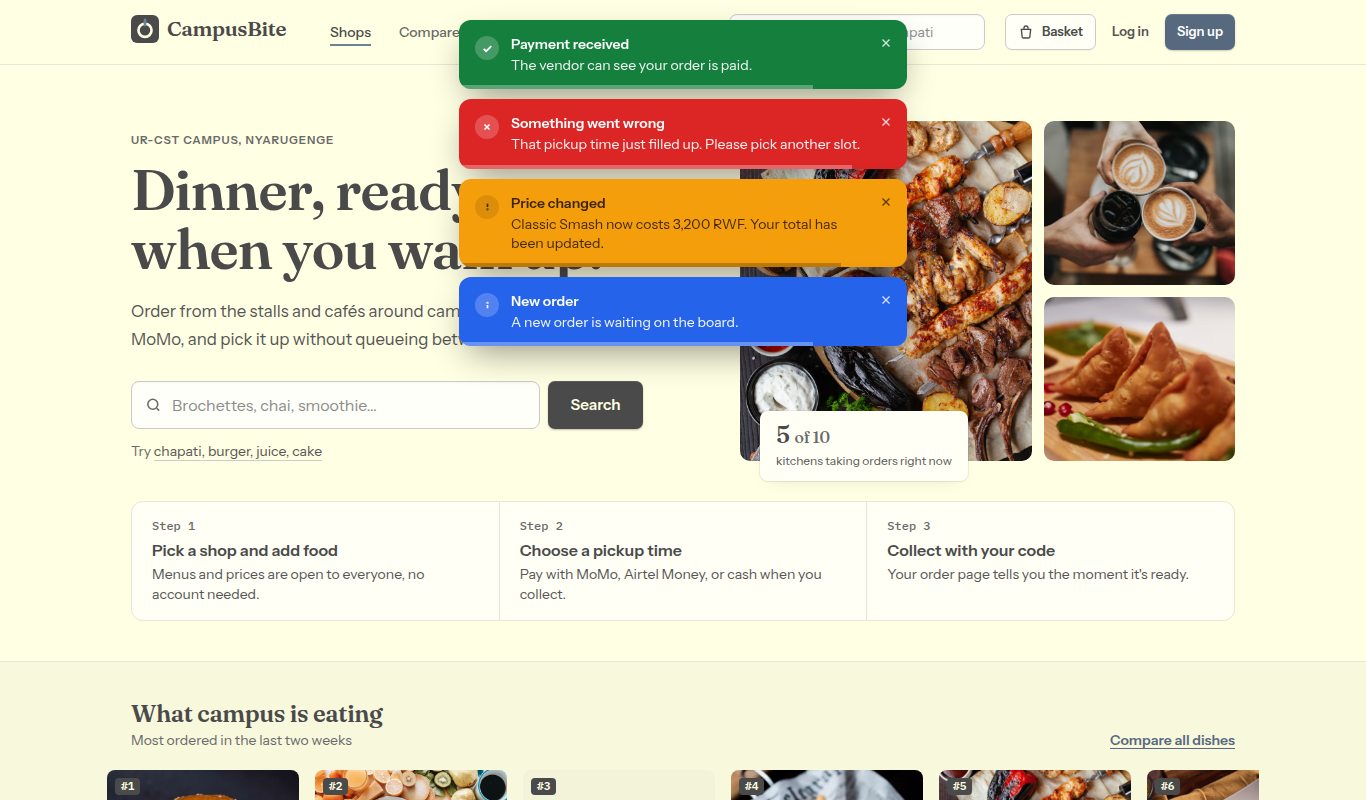 CampusBite
Shops
Compare
pati
Basket
Log in
Sign up
Payment received
The vendor can see your order is paid.
Something went wrong
That pickup time just filled up. Please pick another slot.
Price changed
Classic Smash now costs 3,200 RWF. Your total has
been updated.
New order
A new order is waiting on the board.
UR-CST CAMPUS, NYARUGENGE
Dinner, ready
when you
Order from the stalls and cafés around
MoMo, and pick it up without queueing
Brochettes, chai, smoothie...
Search
Try chapati, burger, juice, cake
5 of 10
kitchens taking orders right now
Step 1
Pick a shop and add food
Menus and prices are open to everyone, no
account needed.
Step 2
Choose a pickup time
Pay with MoMo, Airtel Money, or cash when you
collect.
Step 3
Collect with your code
Your order page tells you the moment it's ready.
What campus is eating
Most ordered in the last two weeks
Compare all dishes
#1
#2
#3
#4
#5
#6